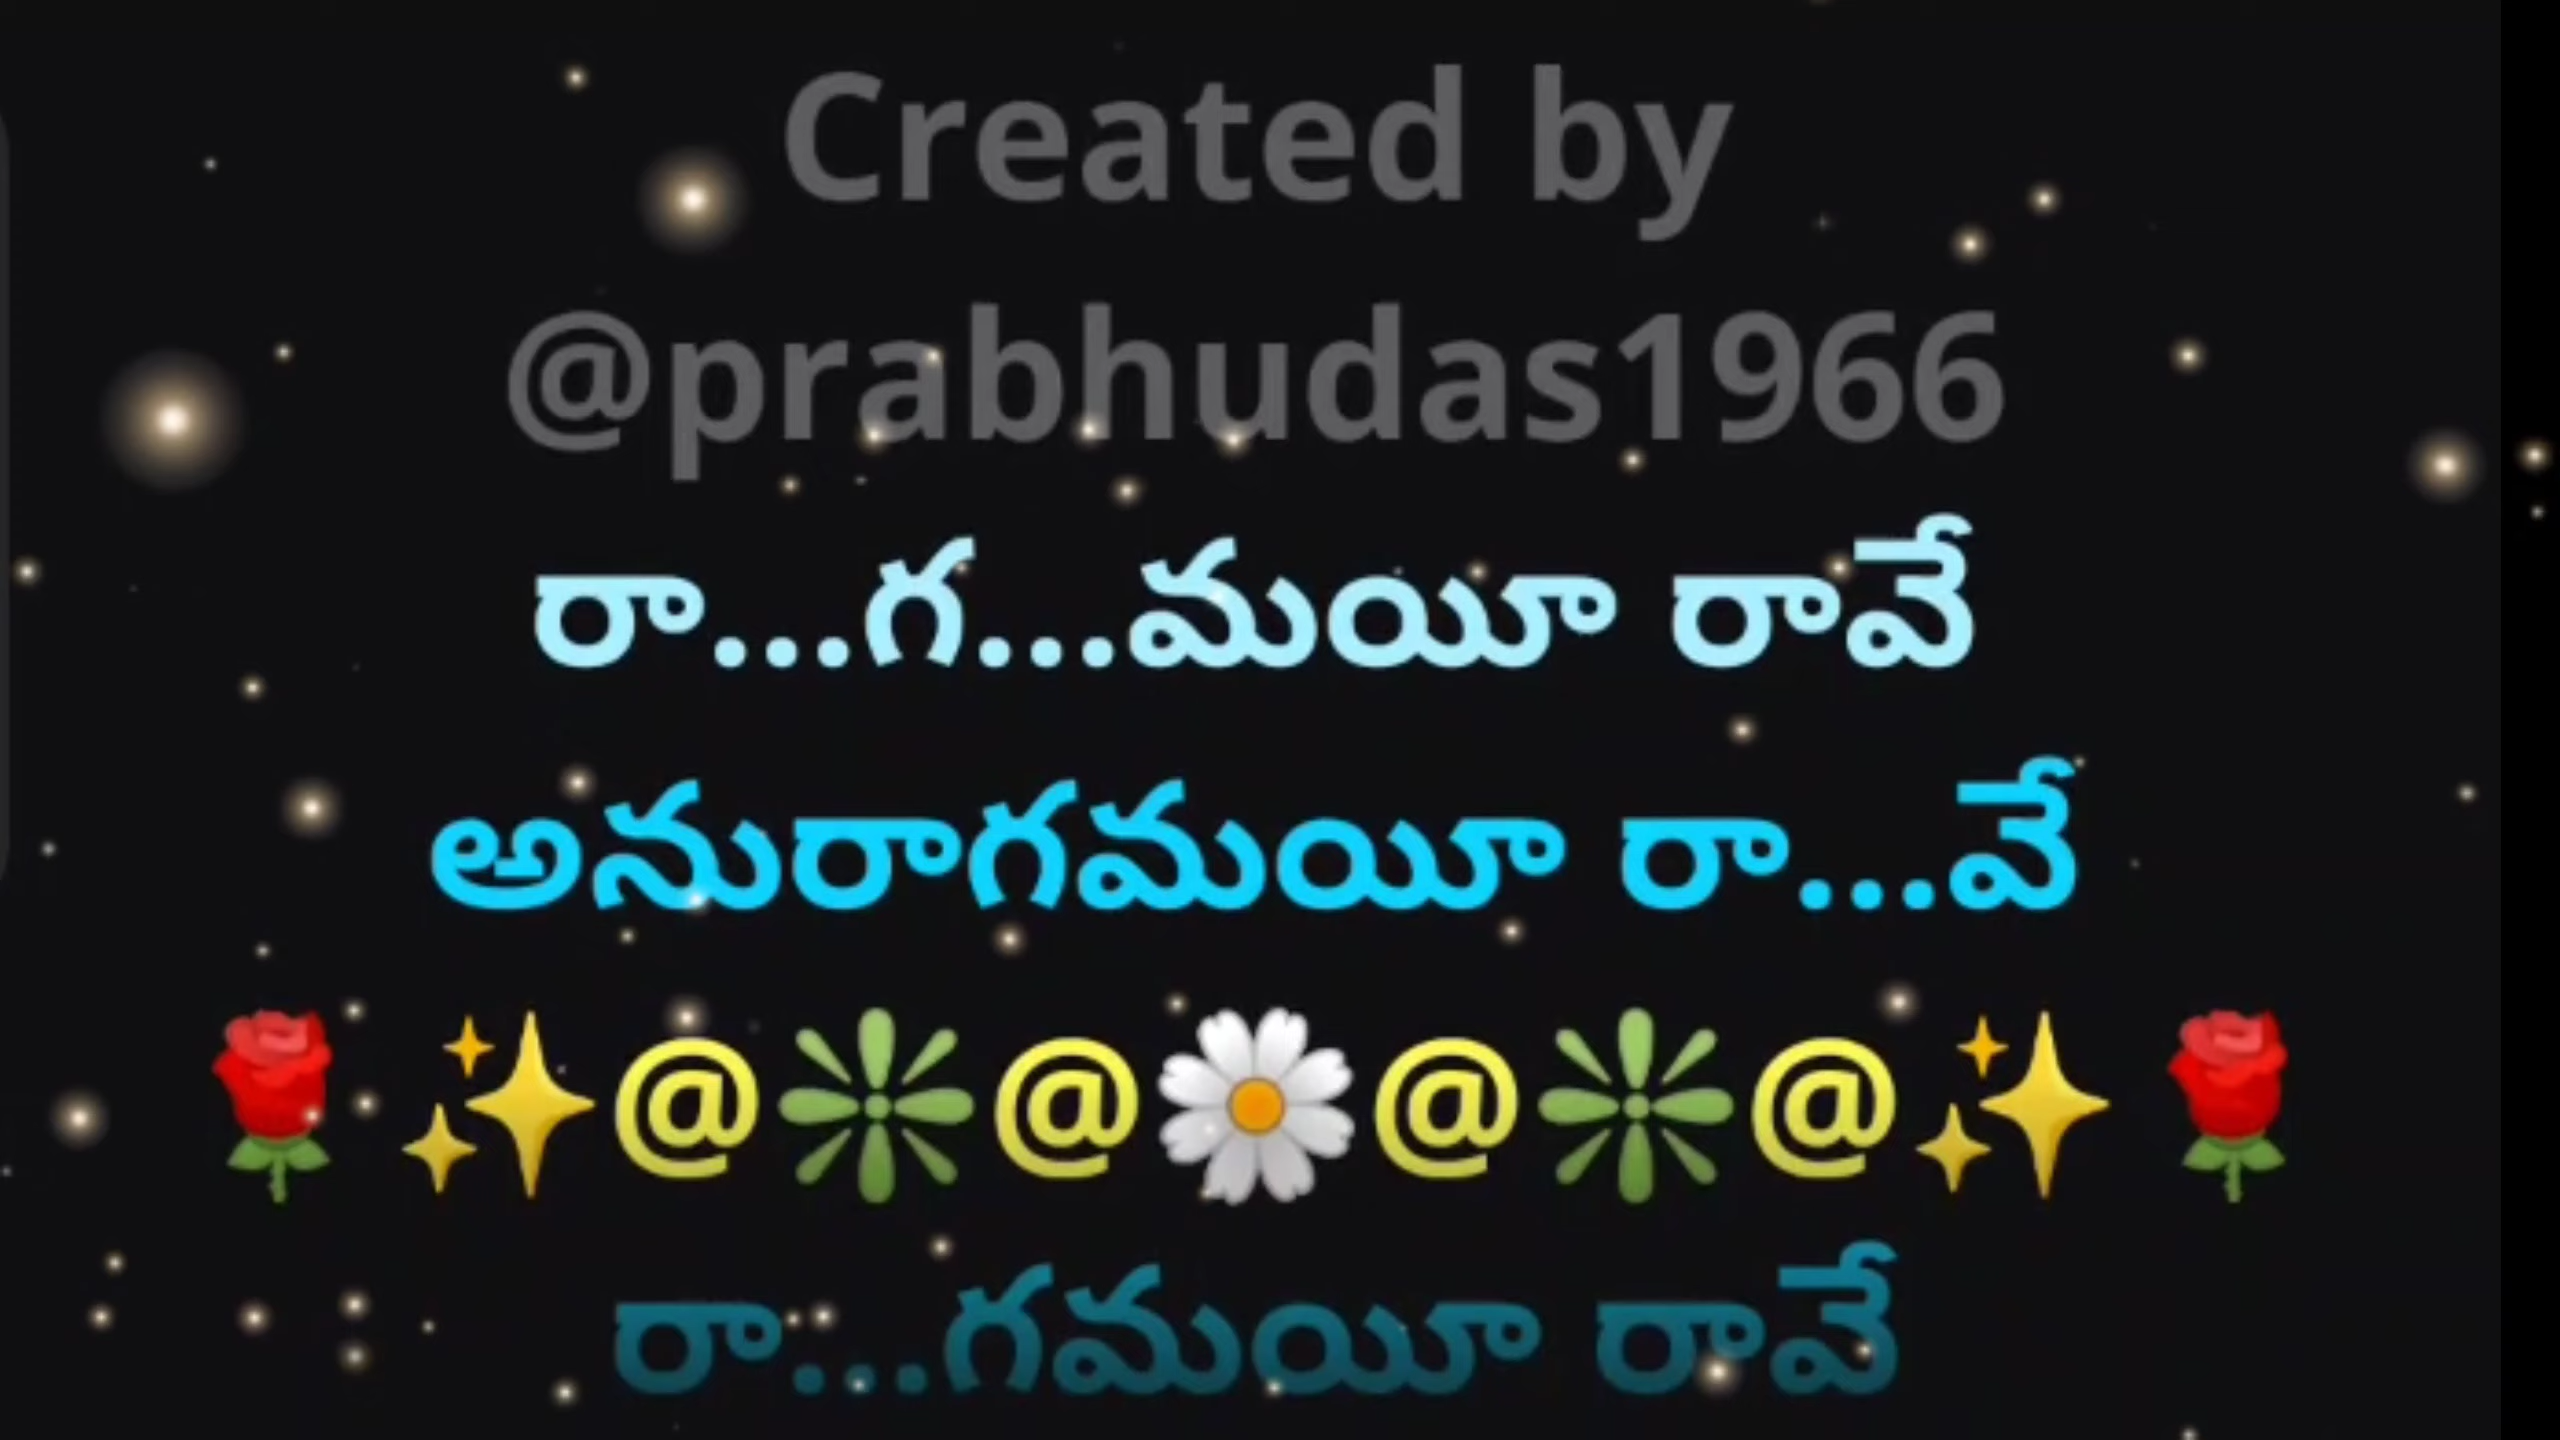 Created by
@prabhudas1966
రా...గ...మయీ రావే
అనురాగమయీ రా...వే
🌹✨@❇@🌼@❇@✨🌹
రా...గమయీ రావే